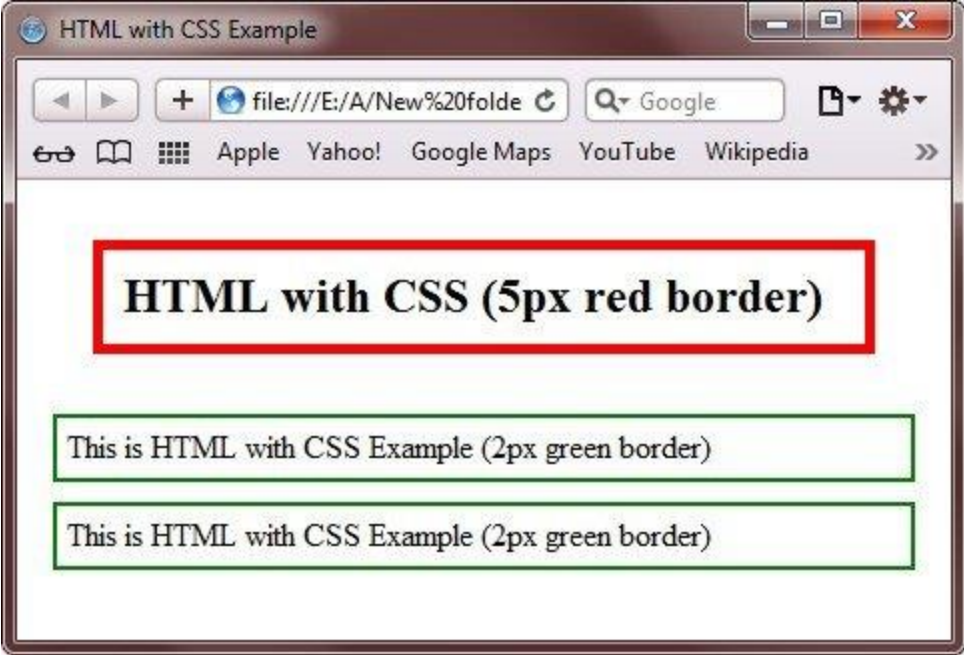 HTML with CSS Example
file:///E:/A/New%20folde
Google
Apple Yahoo! Google Maps YouTube Wikipedia
HTML with CSS (5px red border)
This is HTML with CSS Example (2px green border)
This is HTML with CSS Example (2px green border)